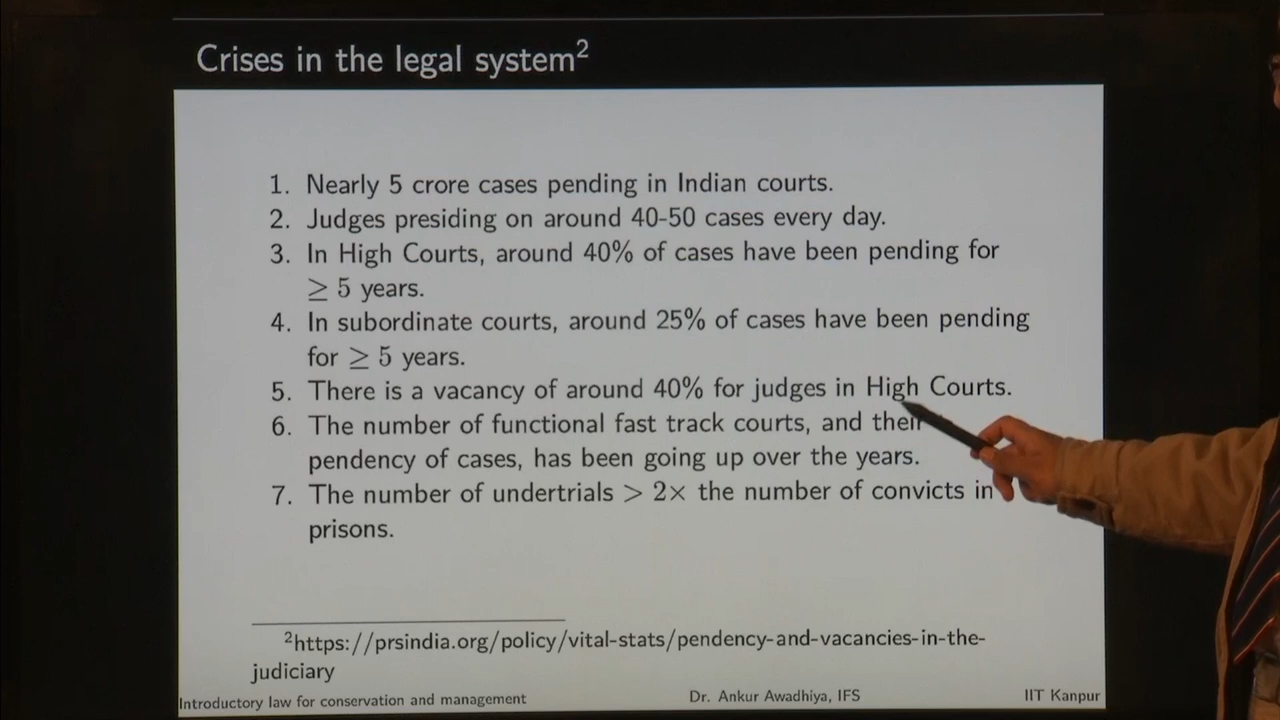 Crises in the legal system²
1. Nearly 5 crore cases pending in Indian courts.
2. Judges presiding on around 40-50 cases every day.
3. In High Courts, around 40% of cases have been pending for
≥ 5 years.
4. In subordinate courts, around 25% of cases have been pending
for ≥ 5 years.
5. There is a vacancy of around 40% for judges in High Courts.
6. The number of functional fast track courts, and their
pendency of cases, has been going up over the years.
7. The number of undertrials > 2× the number of convicts in
prisons.
²https://prsindia.org/policy/vital-stats/pendency-and-vacancies-in-the-
judiciary
Introductory law for conservation and management Dr. Ankur Awadhiya, IFS IIT Kanpur